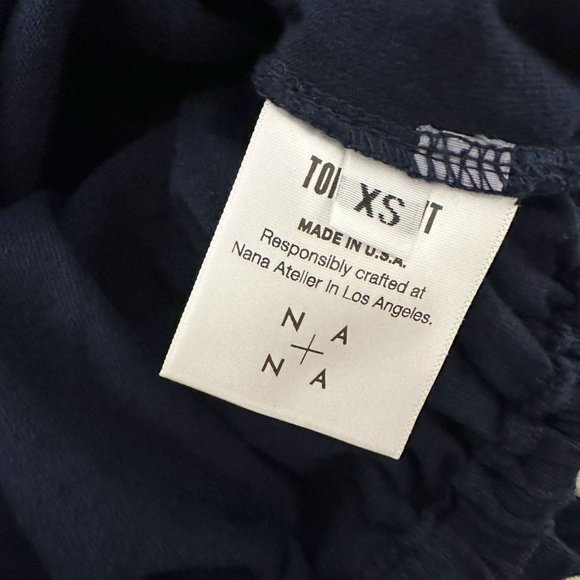 XS
MADE IN U.S.A.
Responsibly crafted at
Nana Atelier in Los Angeles.
N A
+
N A